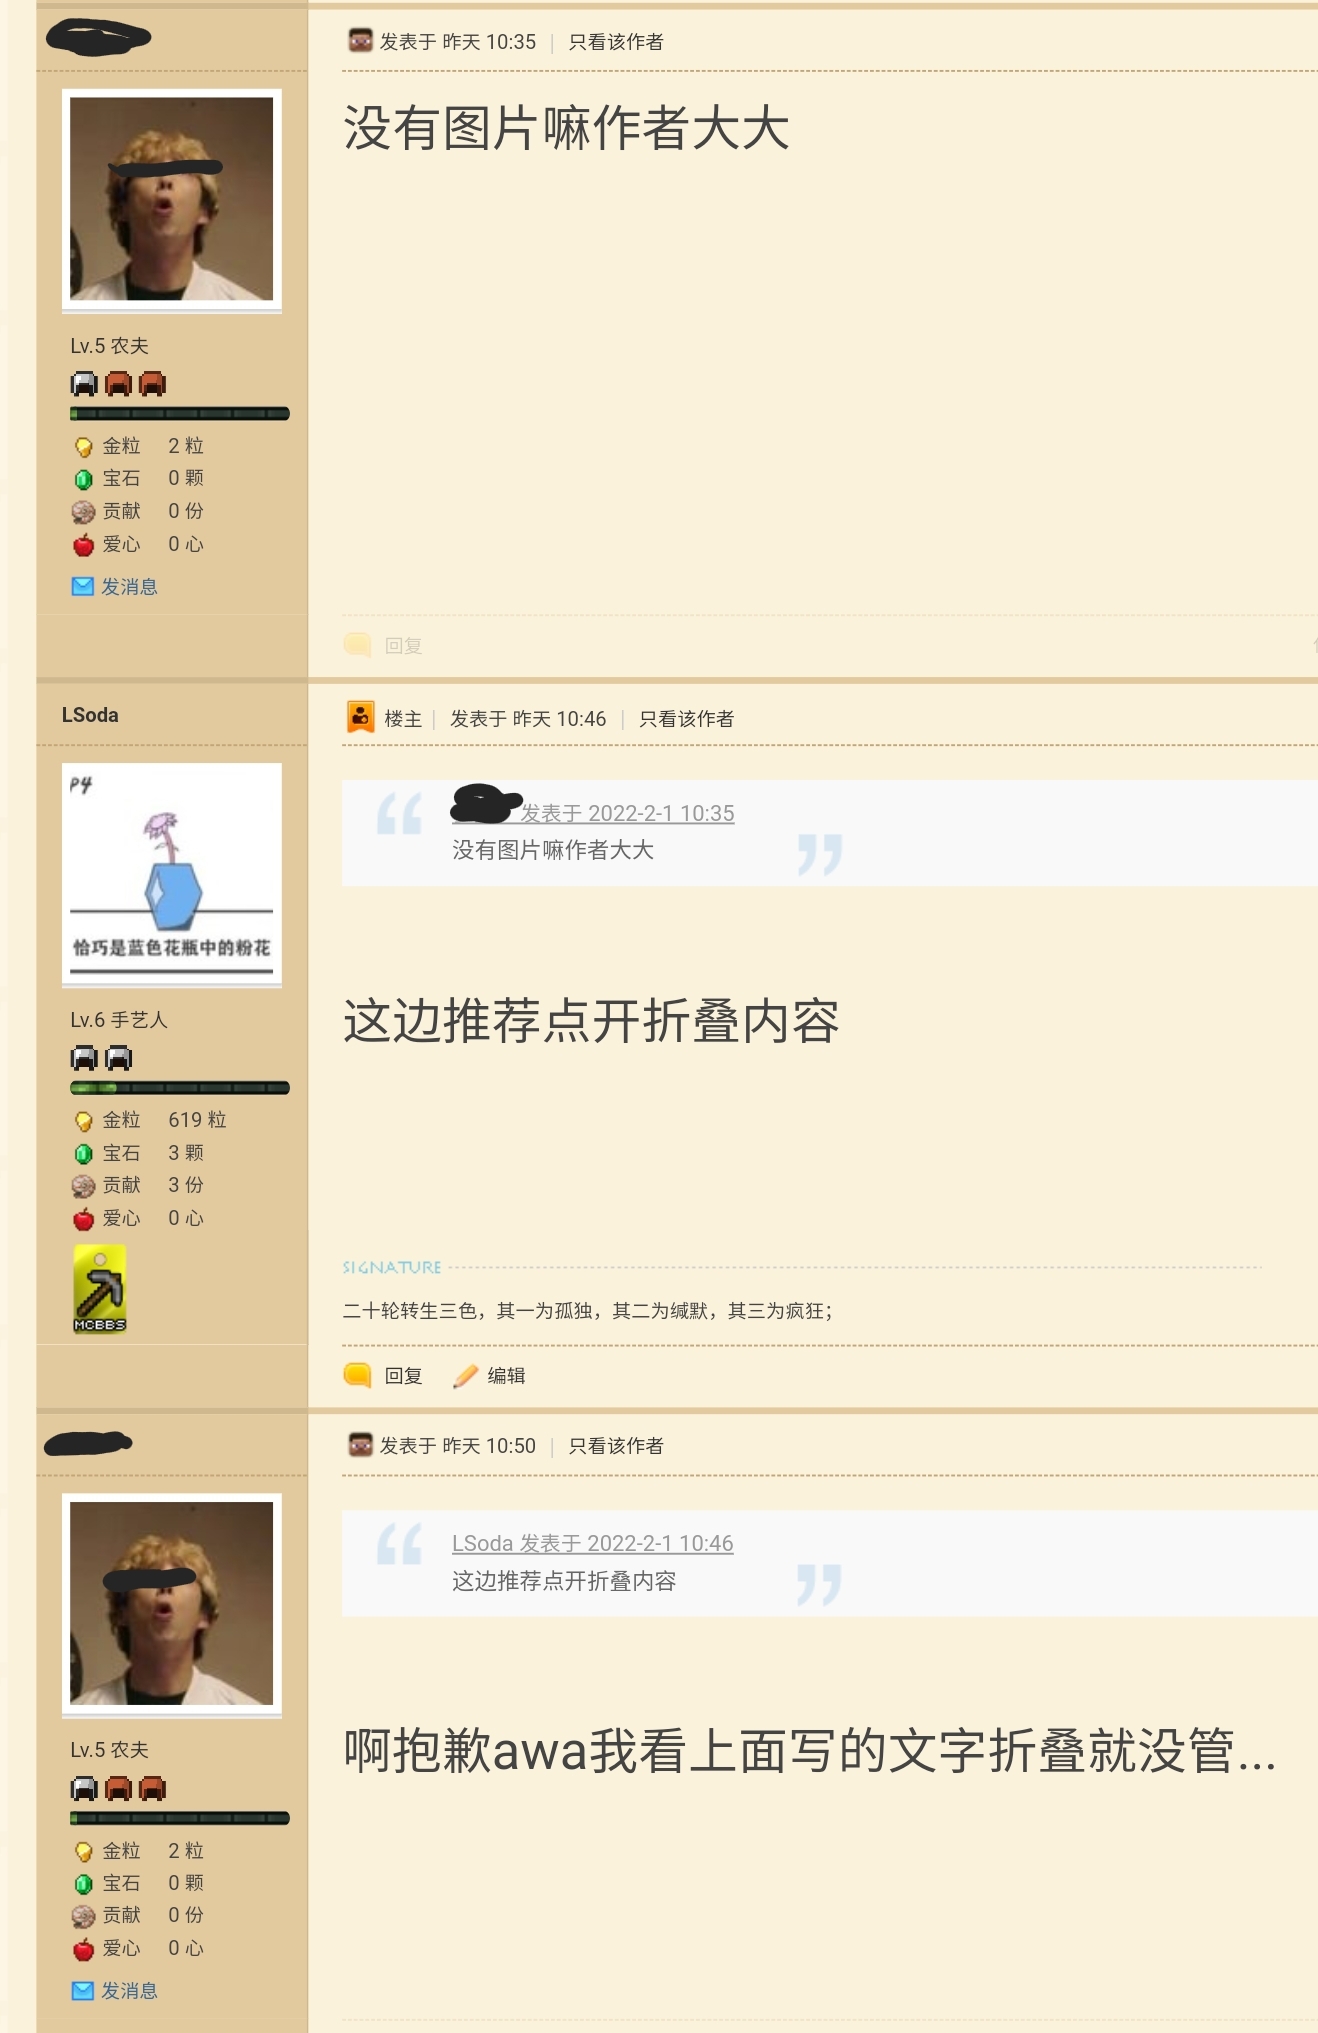 发表于 昨天 10:35 | 只看该作者
没有图片嘛作者大大
Lv.5 农夫
金粒 2 粒
宝石 0 颗
贡献 0 份
爱心 0 心
发消息
回复
LSoda
楼主 | 发表于 昨天 10:46 | 只看该作者
P4
恰巧是蓝色花瓶中的粉花
发表于 2022-2-1 10:35
没有图片嘛作者大大
这边推荐点开折叠内容
Lv.6 手艺人
金粒 619 粒
宝石 3 颗
贡献 3 份
爱心 0 心
MCBBS
SIGNATURE
二十轮转生三色，其一为孤独，其二为缄默，其三为疯狂；
回复 编辑
发表于 昨天 10:50 | 只看该作者
LSoda 发表于 2022-2-1 10:46
这边推荐点开折叠内容
啊抱歉awa我看上面写的文字折叠就没管...
Lv.5 农夫
金粒 2 粒
宝石 0 颗
贡献 0 份
爱心 0 心
发消息